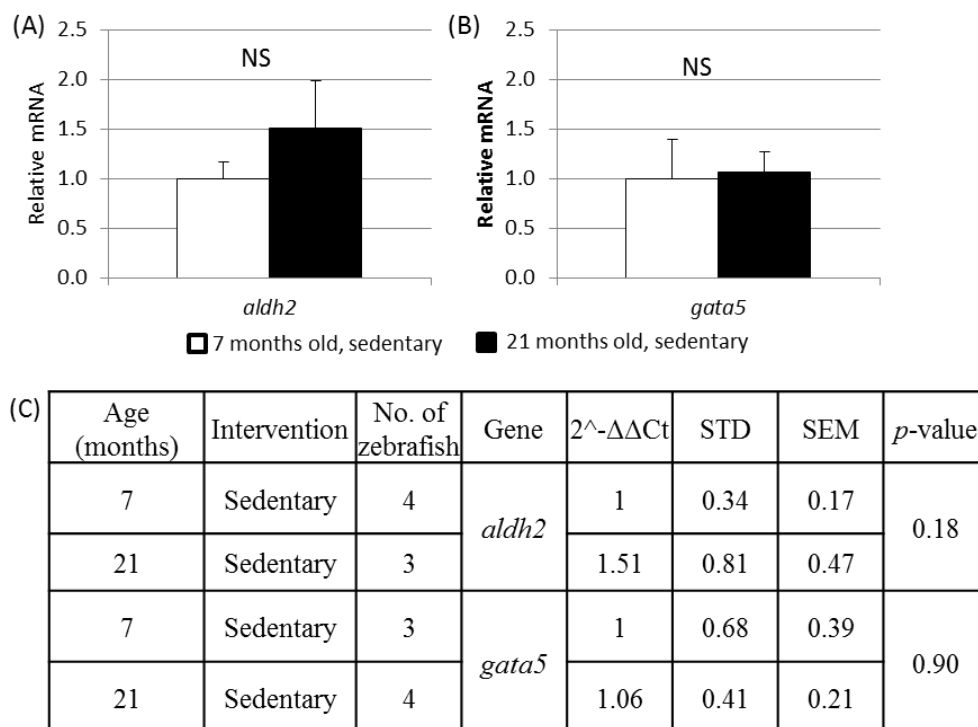 (A)
2.5
2.0
1.5
1.0
0.5
0.0
Relative mRNA
NS
aldh2
(B)
2.5
2.0
1.5
1.0
0.5
0.0
Relative mRNA
NS
gata5
7 months old, sedentary
21 months old, sedentary
(C)
Age (months) Intervention No. of zebrafish Gene 2^-ΔΔCt STD SEM p-value
7 Sedentary 4 aldh2 1 0.34 0.17 0.18
21 Sedentary 3 1.51 0.81 0.47
7 Sedentary 3 gata5 1 0.68 0.39 0.90
21 Sedentary 4 1.06 0.41 0.21